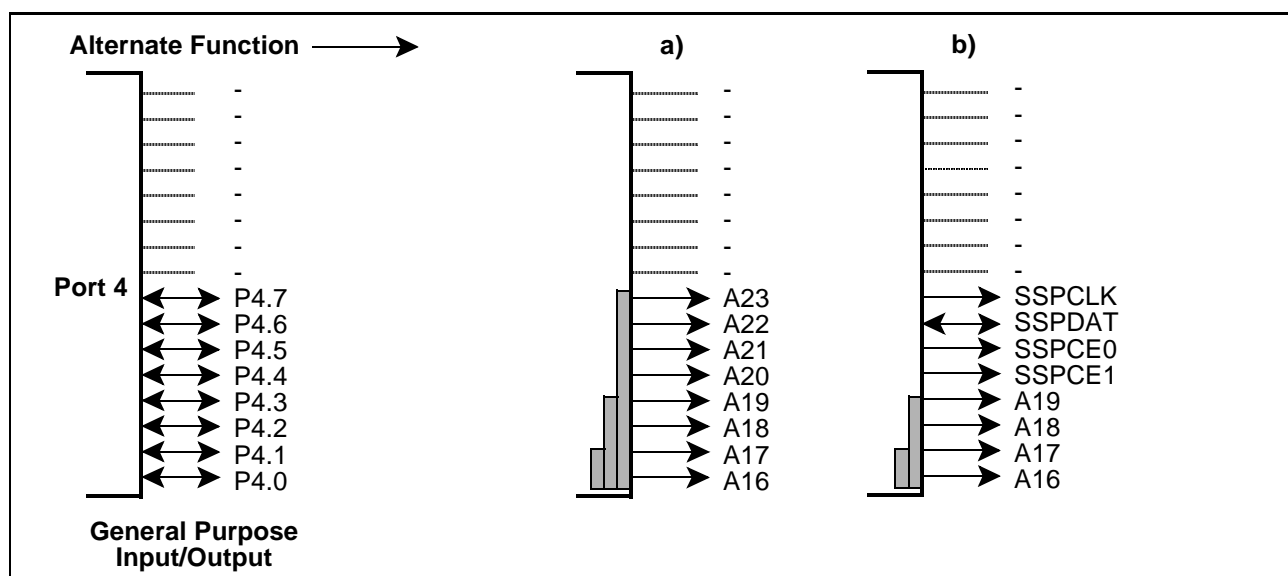 Alternate Function
a)
b)
-
-
-
-
-
-
-
-
Port 4
P4.7
P4.6
P4.5
P4.4
P4.3
P4.2
P4.1
P4.0
General Purpose
Input/Output
-
-
-
-
-
-
-
-
A23
A22
A21
A20
A19
A18
A17
A16
-
-
-
-
-
-
-
-
SSPCLK
SSPDAT
SSPCE0
SSPCE1
A19
A18
A17
A16